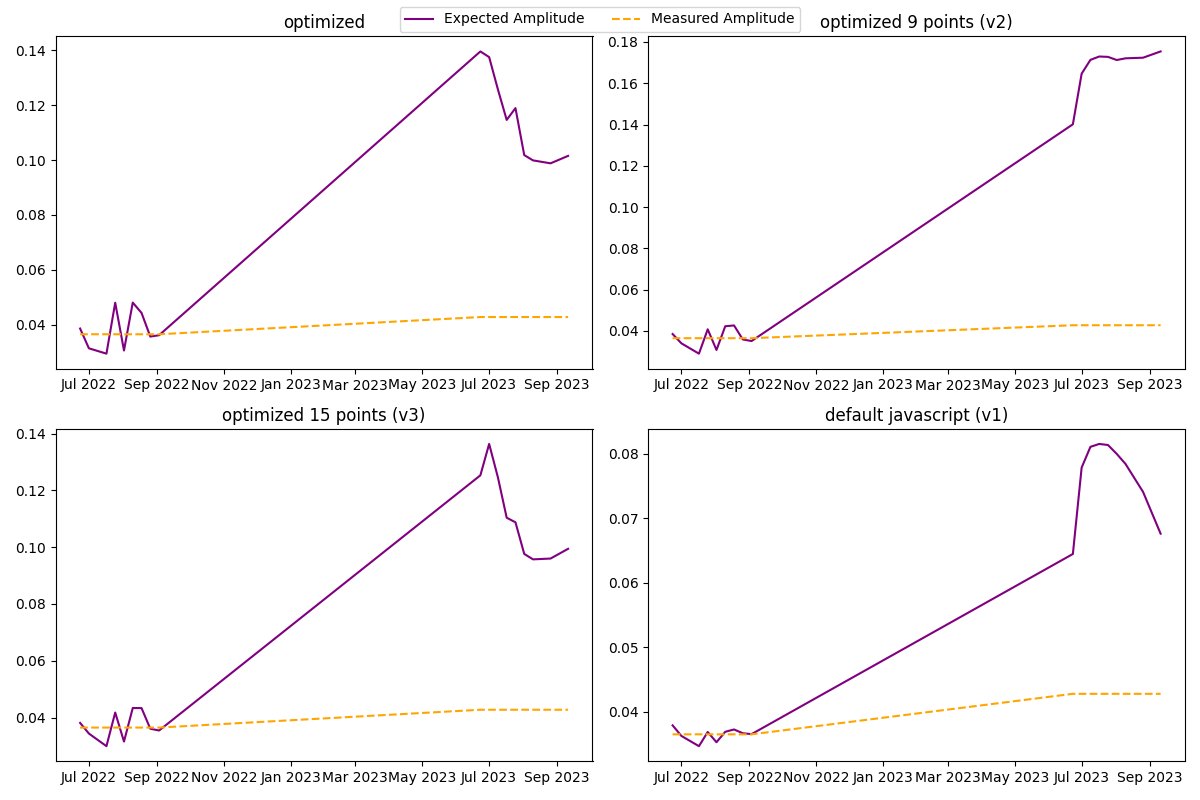 Expected Amplitude Measured Amplitude
optimized
0.14
0.12
0.10
0.08
0.06
0.04
Jul 2022 Sep 2022 Nov 2022 Jan 2023 Mar 2023 May 2023 Jul 2023 Sep 2023
optimized 9 points (v2)
0.18
0.16
0.14
0.12
0.10
0.08
0.06
0.04
Jul 2022 Sep 2022 Nov 2022 Jan 2023 Mar 2023 May 2023 Jul 2023 Sep 2023
optimized 15 points (v3)
0.14
0.12
0.10
0.08
0.06
0.04
Jul 2022 Sep 2022 Nov 2022 Jan 2023 Mar 2023 May 2023 Jul 2023 Sep 2023
default javascript (v1)
0.08
0.07
0.06
0.05
0.04
Jul 2022 Sep 2022 Nov 2022 Jan 2023 Mar 2023 May 2023 Jul 2023 Sep 2023